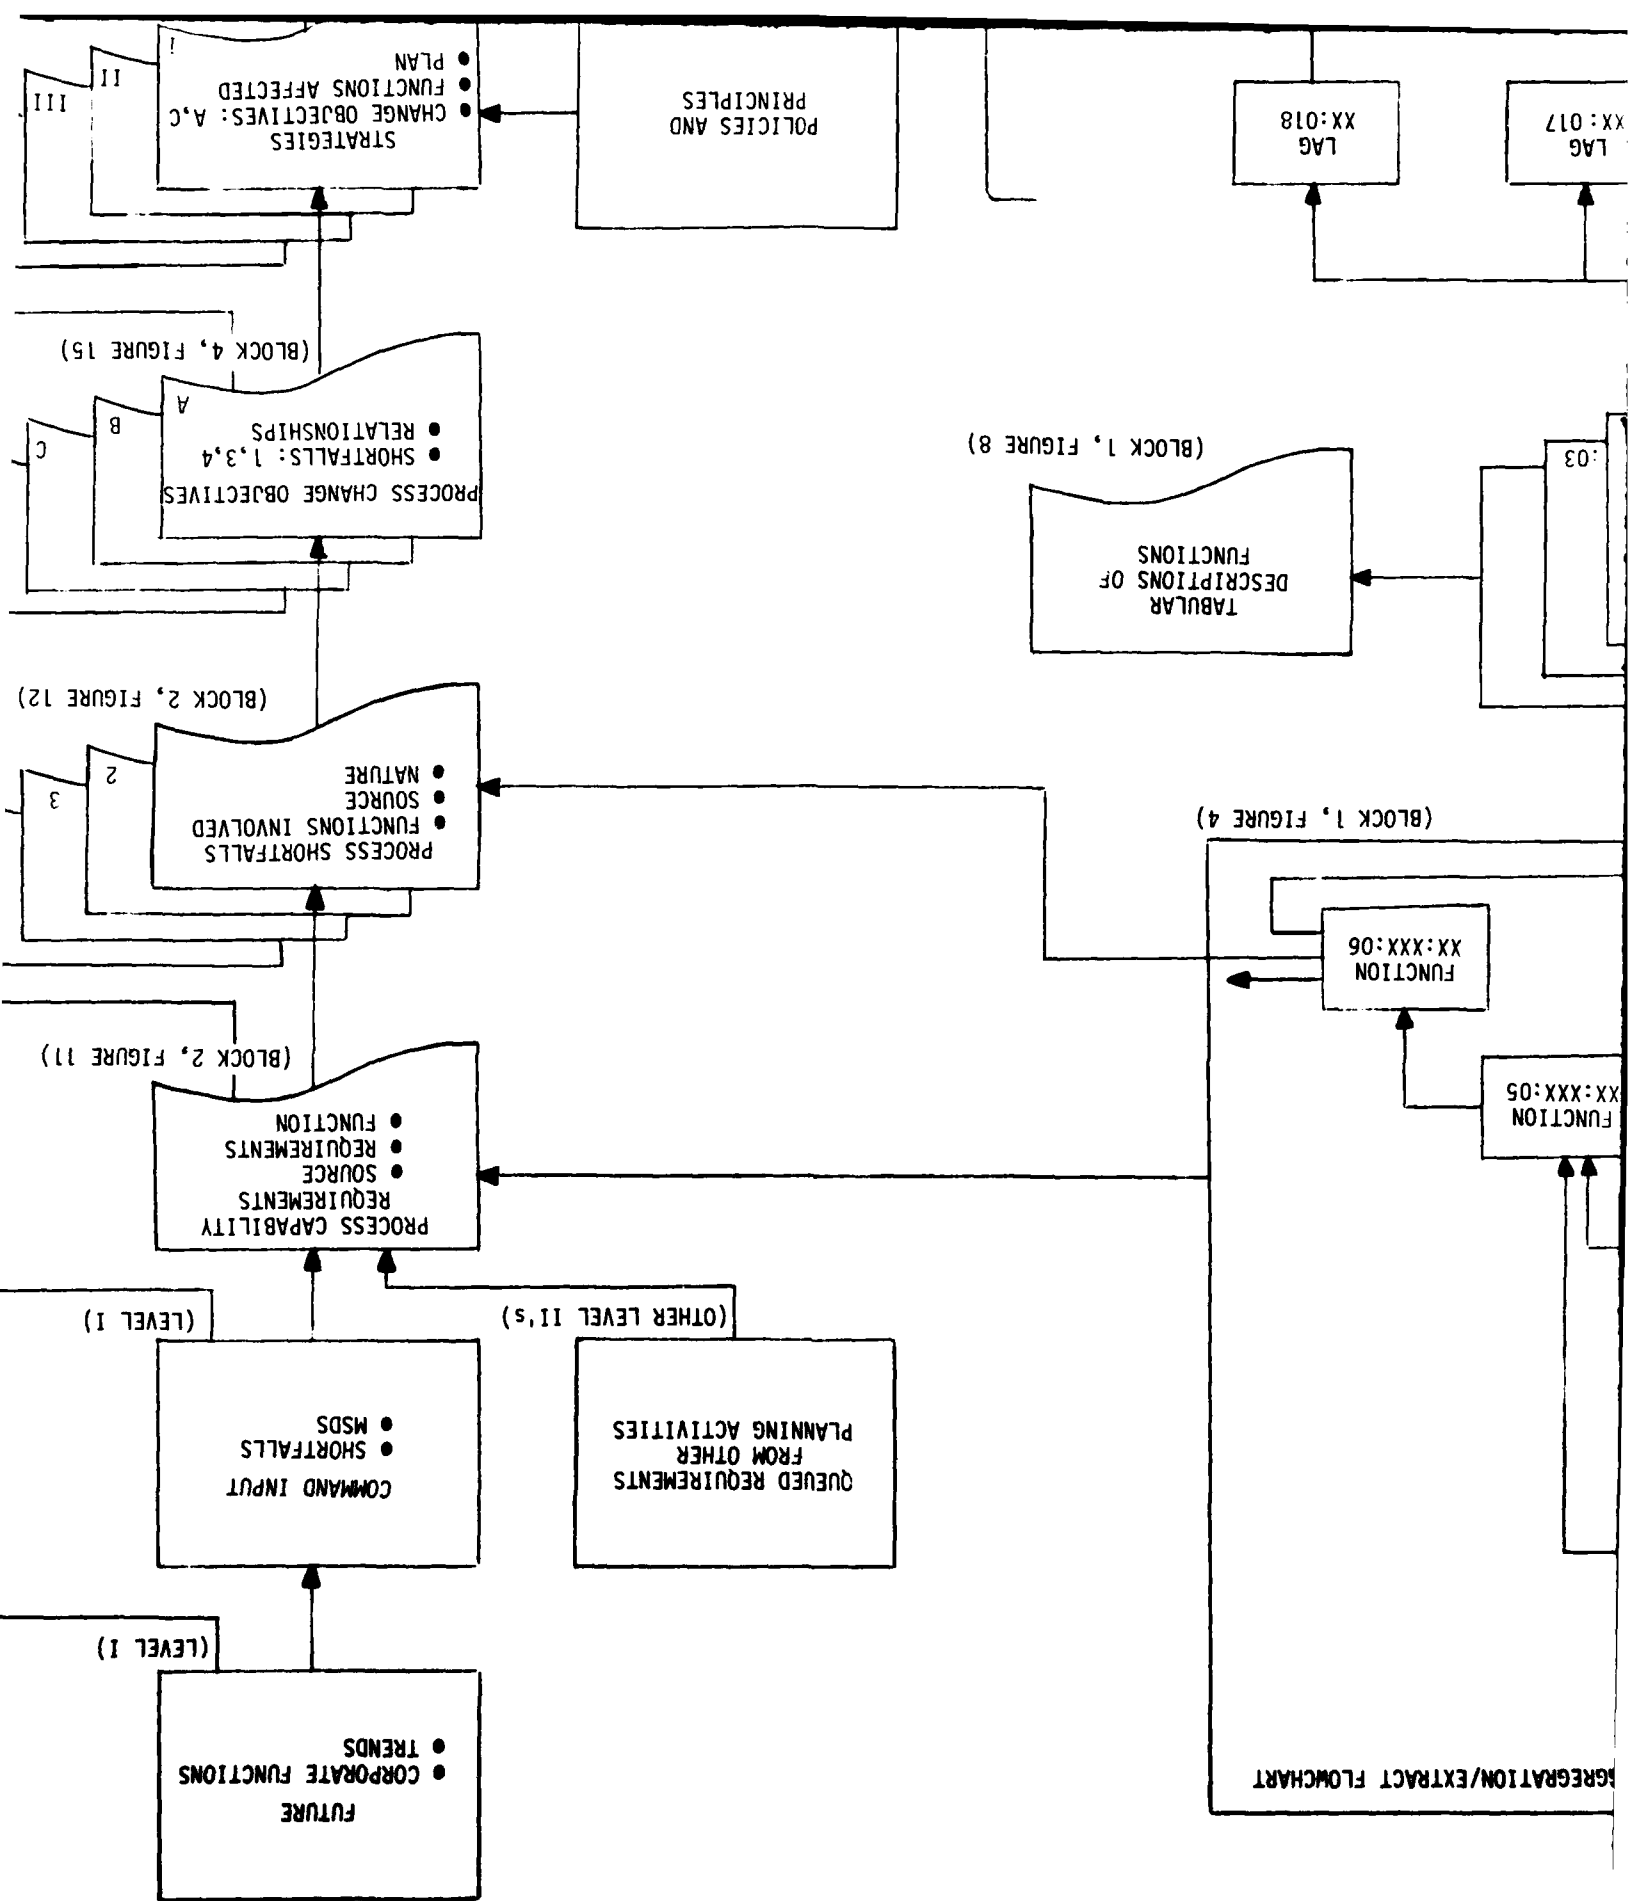 FUTURE
● CORPORATE FUNCTIONS
● TRENDS
(LEVEL I)
GGREGATION/EXTRACT FLOWCHART
COMMAND INPUT
● SHORTFALLS
● MSDS
(LEVEL I)
QUEUED REQUIREMENTS
FROM OTHER
PLANNING ACTIVITIES
(OTHER LEVEL II's)
PROCESS CAPABILITY
REQUIREMENTS
● SOURCE
● REQUIREMENTS
● FUNCTION
(BLOCK 2, FIGURE 11)
FUNCTION
XX:XXX:05
FUNCTION
XX:XXX:06
(BLOCK 1, FIGURE 4)
PROCESS SHORTFALLS
● FUNCTIONS INVOLVED
● SOURCE
● NATURE
2
3
(BLOCK 2, FIGURE 12)
:03
TABULAR
DESCRIPTIONS OF
FUNCTIONS
(BLOCK 1, FIGURE 8)
PROCESS CHANGE OBJECTIVES
● SHORTFALLS: 1,3,4
● RELATIONSHIPS
A
B
C
(BLOCK 4, FIGURE 15)
LAG
XX:017
LAG
XX:018
POLICIES AND
PRINCIPLES
STRATEGIES
● CHANGE OBJECTIVES: A,C
● FUNCTIONS AFFECTED
● PLAN
I
II
III